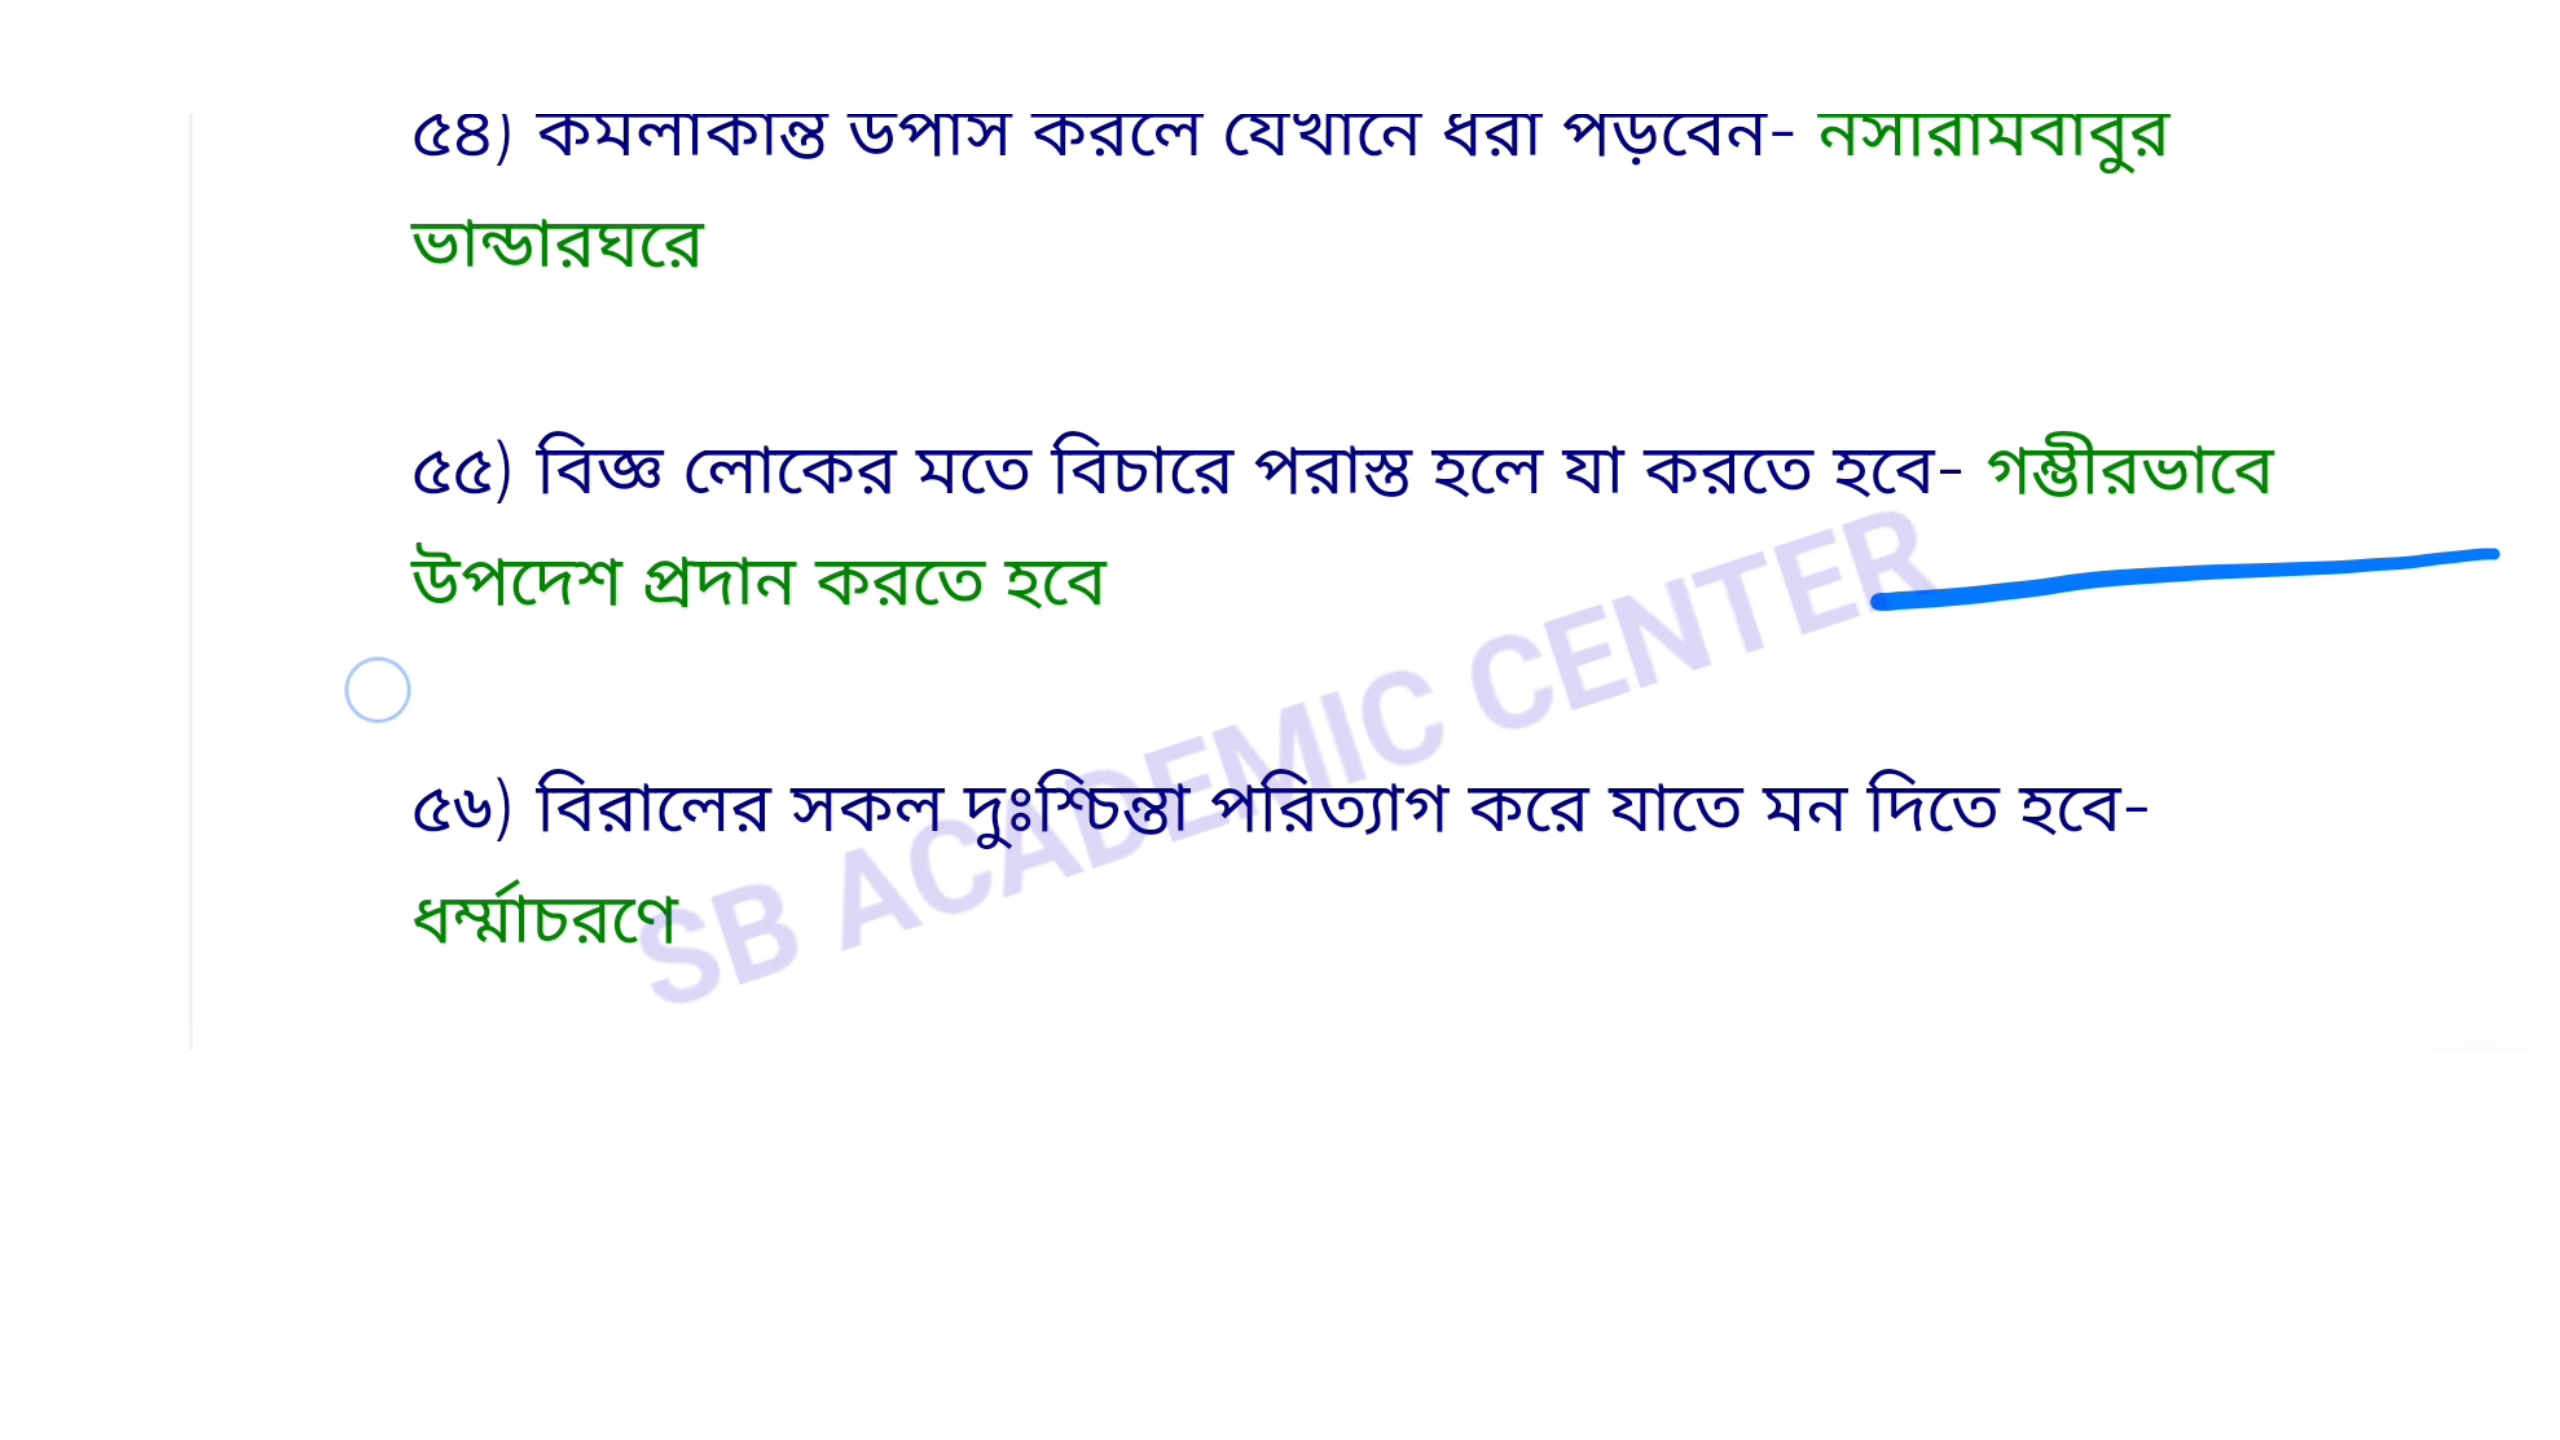 ৫৪) কমলাকান্ত উপাস করলে যেখানে ধরা পড়বেন- নসারামবাবুর
ভান্ডারঘরে
৫৫) বিজ্ঞ লোকের মতে বিচারে পরাস্ত হলে যা করতে হবে- গম্ভীরভাবে
উপদেশ প্রদান করতে হবে
৫৬) বিরালের সকল দুঃশ্চিন্তা পরিত্যাগ করে যাতে মন দিতে হবে-
ধর্ম্মাচরণে
SB ACADEMIC CENTER